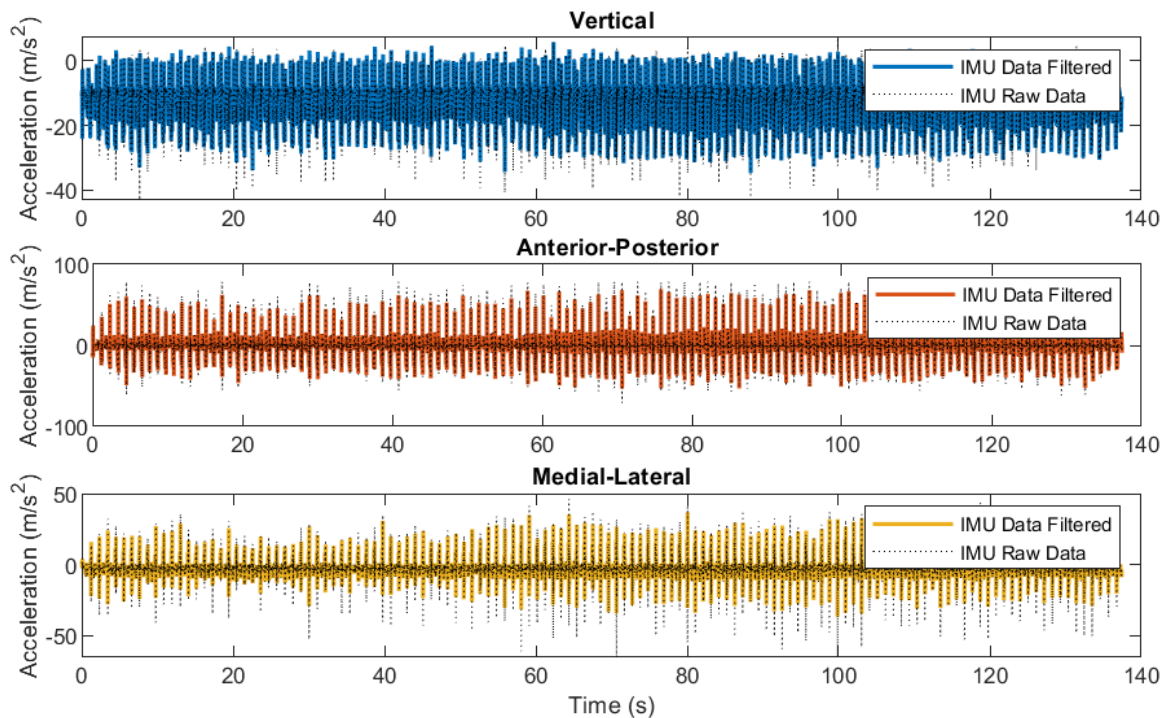 Vertical
Acceleration (m/s²)
0
-20
-40
IMU Data Filtered
IMU Raw Data
0 20 40 60 80 100 120 140
Anterior-Posterior
Acceleration (m/s²)
100
0
-100
IMU Data Filtered
IMU Raw Data
0 20 40 60 80 100 120 140
Medial-Lateral
Acceleration (m/s²)
50
0
-50
IMU Data Filtered
IMU Raw Data
0 20 40 60 80 100 120 140
Time (s)